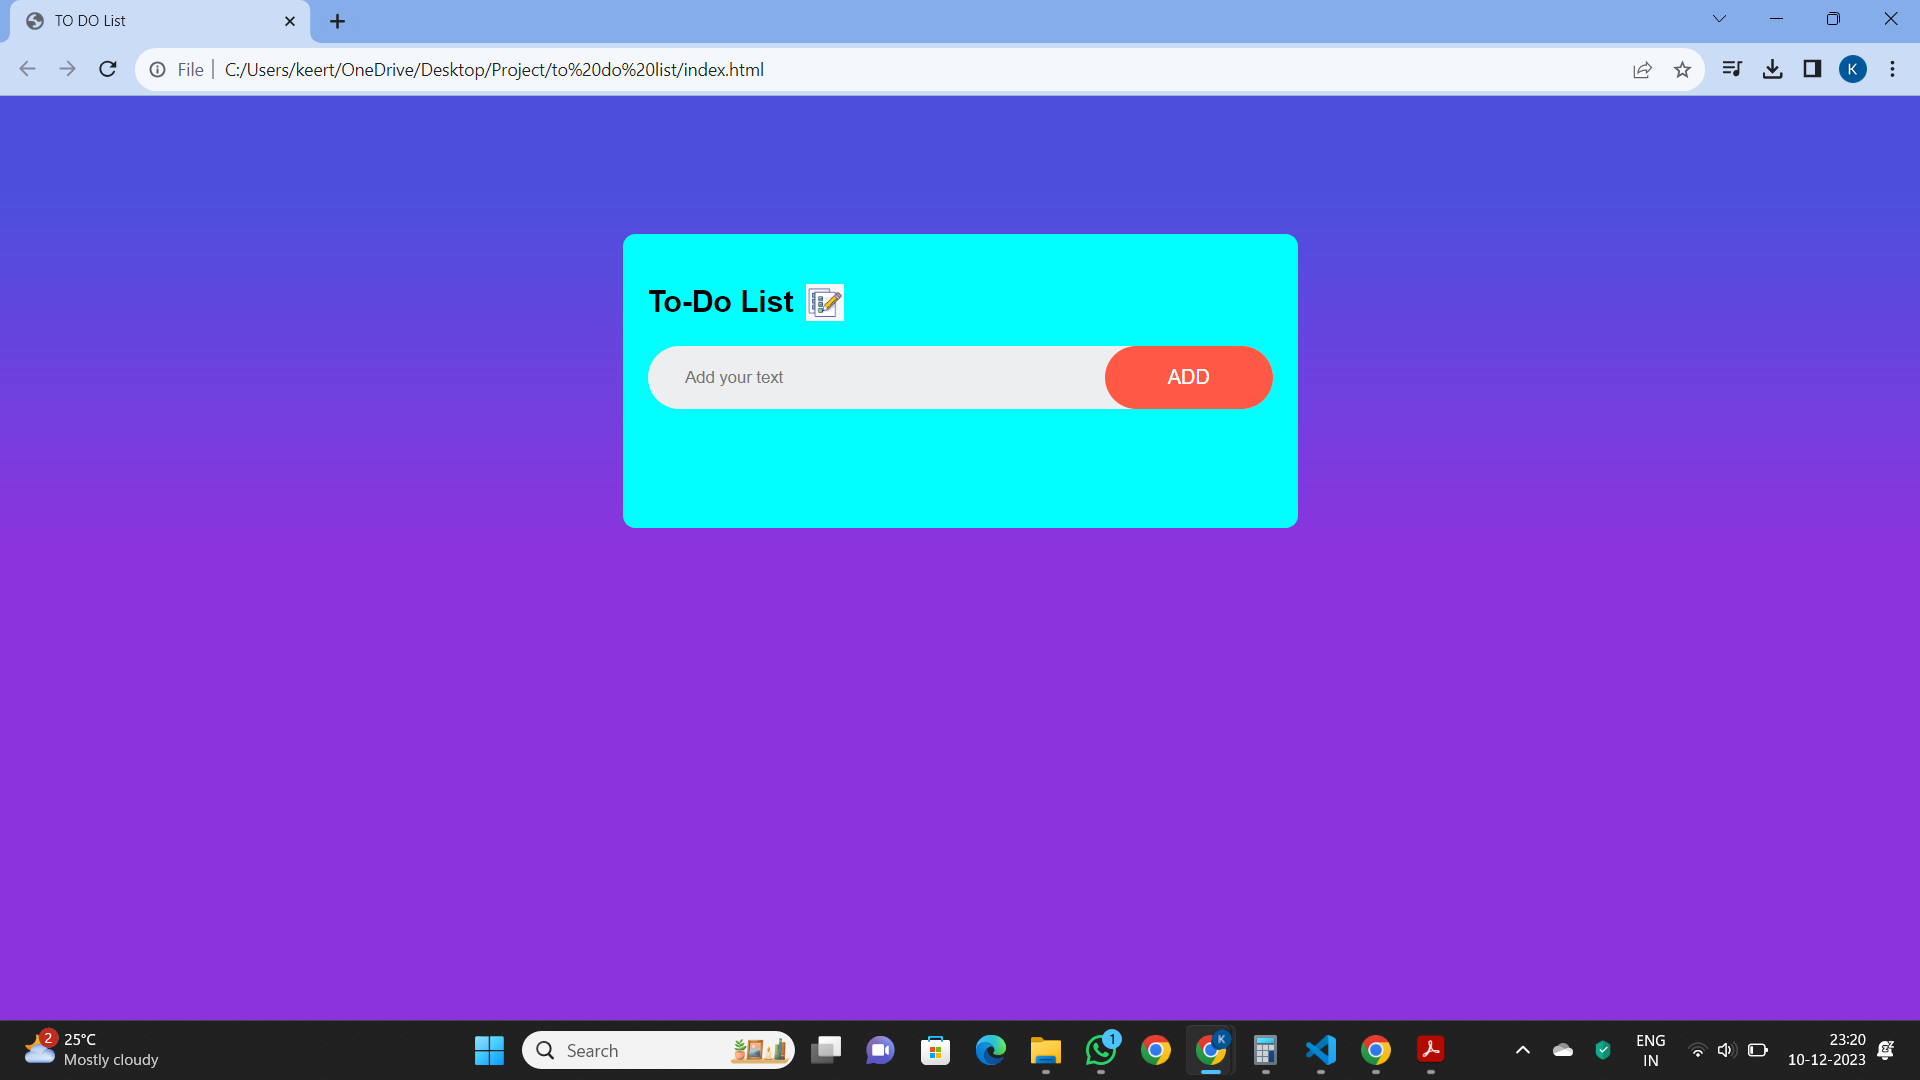 TO DO List
File
C:/Users/keert/OneDrive/Desktop/Project/to%20do%20list/index.html
K
To-Do List
Add your text
ADD
2
25°C
Mostly cloudy
Search
1
K
ENG
IN
23:20
10-12-2023